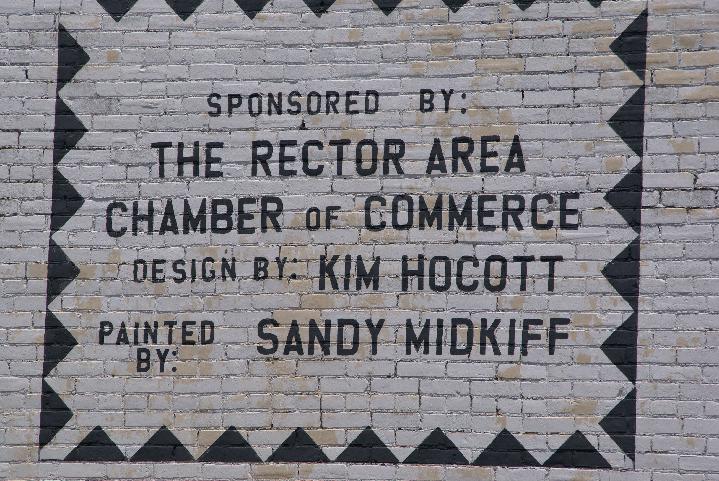 SPONSORED BY:
THE RECTOR AREA
CHAMBER OF COMMERCE
DESIGN BY: KIM HOCOTT
PAINTED BY: SANDY MIDKIFF